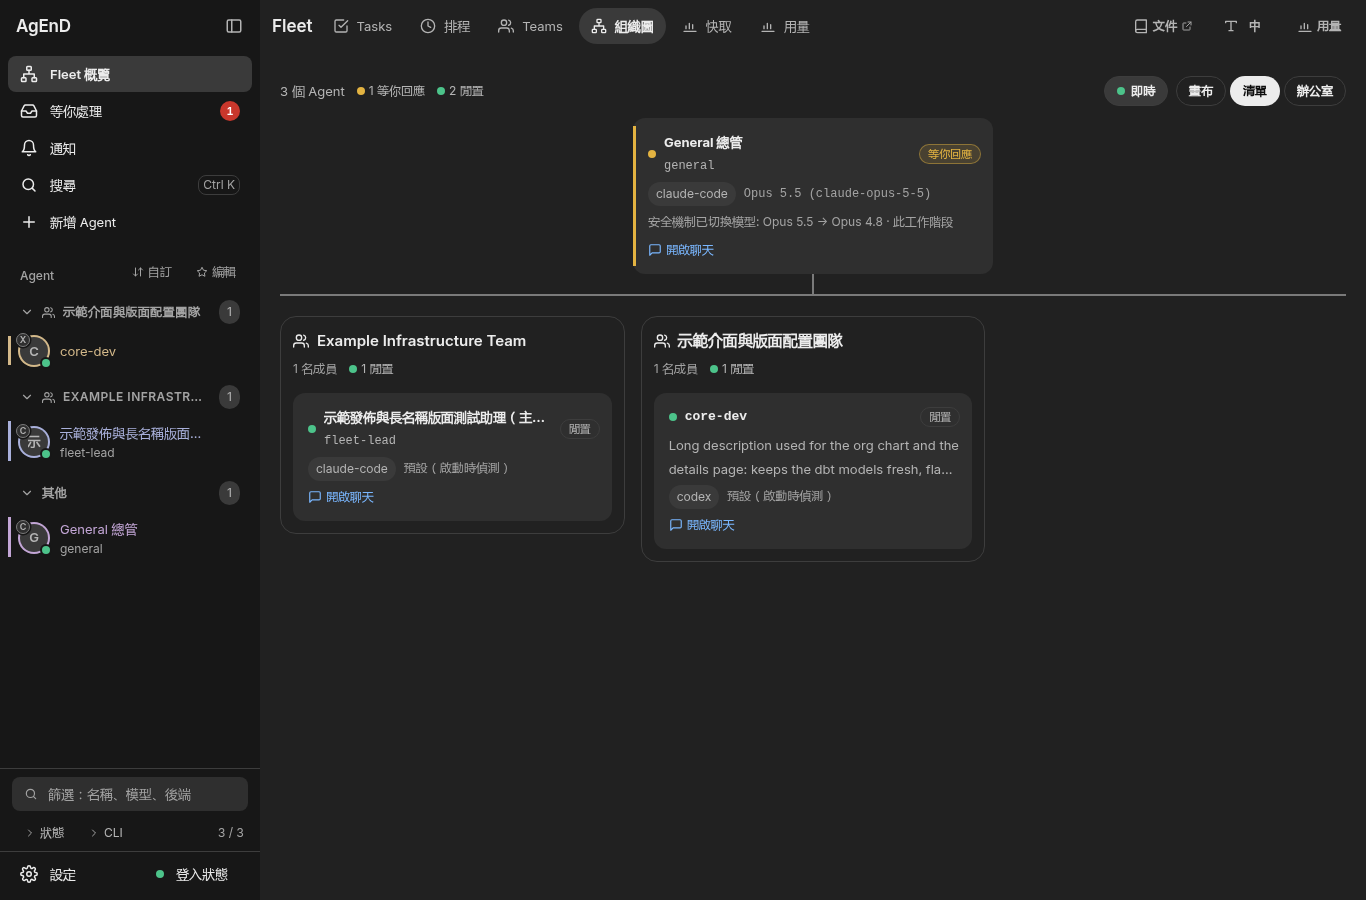 AgEnD
Fleet 概覽
等你處理
1
通知
搜尋
Ctrl K
新增 Agent
Agent
自訂
編輯
示範介面與版面配置團隊
1
X
C
core-dev
EXAMPLE INFRASTR...
1
C
示
示範發佈與長名稱版面...
fleet-lead
其他
1
C
G
General 總管
general
篩選：名稱、模型、後端
狀態
CLI
3 / 3
設定
登入狀態
Fleet
Tasks
排程
Teams
組織圖
快取
用量
文件
中
用量
3 個 Agent
1 等你回應
2 閒置
即時
畫布
清單
辦公室
General 總管
general
等你回應
claude-code
Opus 5.5 (claude-opus-5-5)
安全機制已切換模型: Opus 5.5 → Opus 4.8 · 此工作階段
開啟聊天
Example Infrastructure Team
1 名成員
1 閒置
示範發佈與長名稱版面測試助理（主...
fleet-lead
閒置
claude-code
預設（啟動時偵測）
開啟聊天
示範介面與版面配置團隊
1 名成員
1 閒置
core-dev
閒置
Long description used for the org chart and the
details page: keeps the dbt models fresh, fla...
codex
預設（啟動時偵測）
開啟聊天